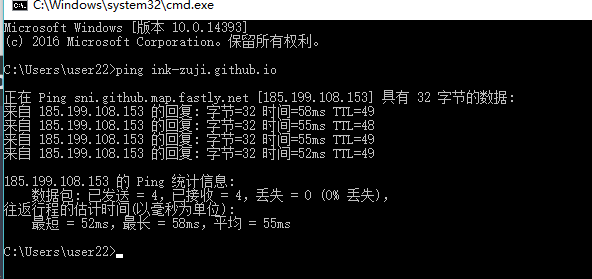 C:\Windows\system32\cmd.exe
Microsoft Windows [版本 10.0.14393]
(c) 2016 Microsoft Corporation。保留所有权利。
C:\Users\user22>ping ink-zuji.github.io
正在 Ping sni.github.map.fastly.net [185.199.108.153] 具有 32 字节的数据:
来自 185.199.108.153 的回复: 字节=32 时间=58ms TTL=49
来自 185.199.108.153 的回复: 字节=32 时间=55ms TTL=48
来自 185.199.108.153 的回复: 字节=32 时间=55ms TTL=49
来自 185.199.108.153 的回复: 字节=32 时间=52ms TTL=49
185.199.108.153 的 Ping 统计信息:
数据包: 已发送 = 4，已接收 = 4，丢失 = 0 (0% 丢失)，
往返行程的估计时间(以毫秒为单位):
最短 = 52ms，最长 = 58ms，平均 = 55ms
C:\Users\user22>